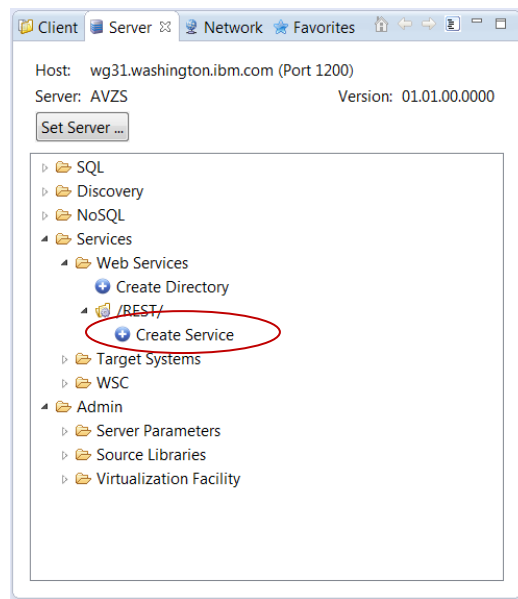 Client Server Network Favorites
Host: wg31.washington.ibm.com (Port 1200)
Server: AVZS Version: 01.01.00.0000
Set Server ...
SQL
Discovery
NoSQL
Services
Web Services
Create Directory
/REST/
Create Service
Target Systems
WSC
Admin
Server Parameters
Source Libraries
Virtualization Facility